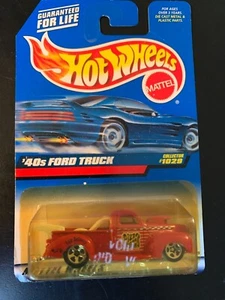 GUARANTEED
FOR LIFE
FOR AGES
OVER 3 YEARS.
DIE CAST METAL &
PLASTIC PARTS.
Hot Wheels
MATTEL
'40s FORD TRUCK
COLLECTOR
#1028